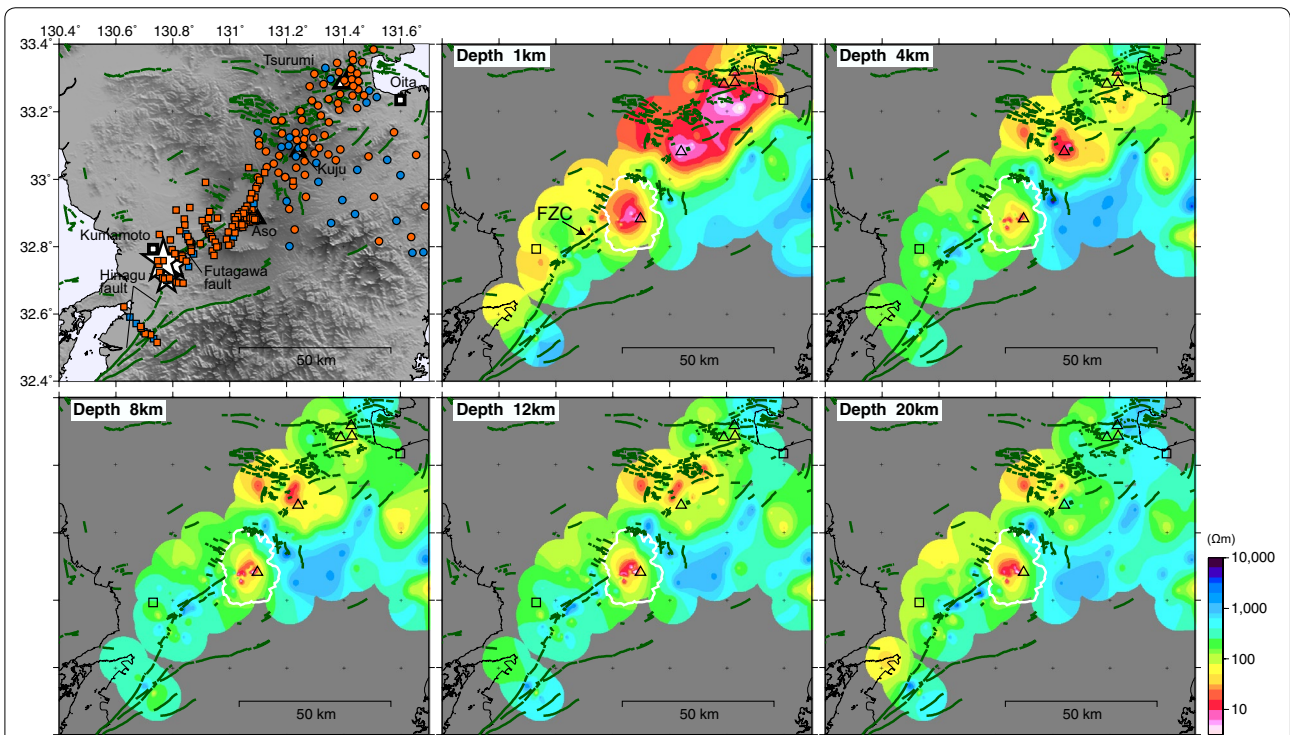 130.4˚ 130.6˚ 130.8˚ 131˚ 131.2˚ 131.4˚ 131.6˚
33.4˚
33.2˚
33˚
32.8˚
32.6˚
32.4˚
Tsurumi
Oita
Kuju
Aso
Kumamoto
Hinagu
fault
Futagawa
fault
50 km
Depth 1km
FZC
50 km
Depth 4km
50 km
Depth 8km
50 km
Depth 12km
50 km
Depth 20km
50 km
(Ωm)
10,000
1,000
100
10